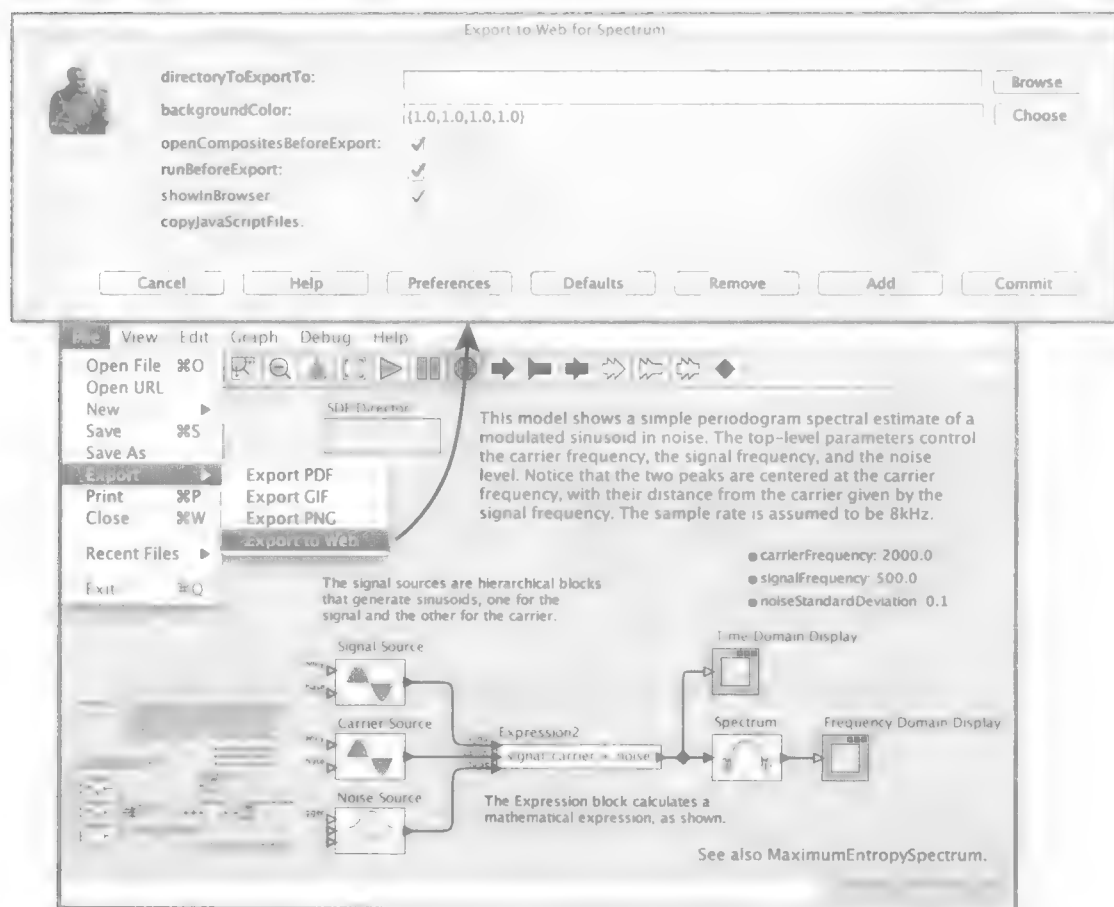 Export to Web for Spectrum
directoryToExportTo:
Browse
backgroundColor:
{1.0,1.0,1.0,1.0}
Choose
openCompositesBeforeExport:
runBeforeExport:
showInBrowser
copyJavaScriptFiles.
Cancel Help Preferences Defaults Remove Add Commit
File View Edit Graph Debug Help
Open File ⌘O
Open URL
New
Save ⌘S
Save As
Export
Print ⌘P
Close ⌘W
Recent Files
Exit ⌘Q
Export PDF
Export GIF
Export PNG
Export to Web
SDF Director
This model shows a simple periodogram spectral estimate of a
modulated sinusoid in noise. The top-level parameters control
the carrier frequency, the signal frequency, and the noise
level. Notice that the two peaks are centered at the carrier
frequency, with their distance from the carrier given by the
signal frequency. The sample rate is assumed to be 8kHz.
carrierFrequency: 2000.0
signalFrequency: 500.0
noiseStandardDeviation 0.1
The signal sources are hierarchical blocks
that generate sinusoids, one for the
signal and the other for the carrier.
Signal Source
Time Domain Display
Carrier Source
Expression2
signal carrier + noise
Spectrum
Frequency Domain Display
Noise Source
The Expression block calculates a
mathematical expression, as shown.
See also MaximumEntropySpectrum.